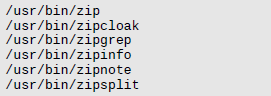 /usr/bin/zip
/usr/bin/zipcloak
/usr/bin/zipgrep
/usr/bin/zipinfo
/usr/bin/zipnote
/usr/bin/zipsplit